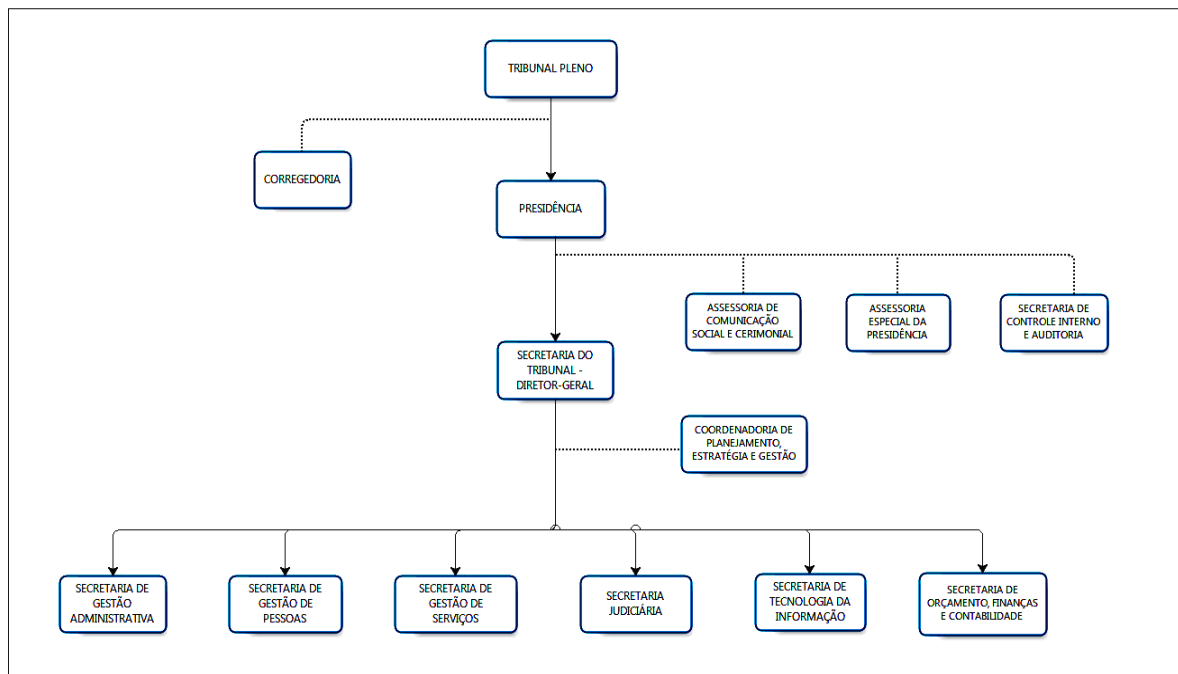 TRIBUNAL PLENO
CORREGEDORIA
PRESIDÊNCIA
ASSESSORIA DE
COMUNICAÇÃO
SOCIAL E CERIMONIAL
ASSESSORIA
ESPECIAL DA
PRESIDÊNCIA
SECRETARIA DE
CONTROLE INTERNO
E AUDITORIA
SECRETARIA DO
TRIBUNAL -
DIRETOR-GERAL
COORDENADORIA DE
PLANEJAMENTO,
ESTRATÉGIA E GESTÃO
SECRETARIA DE
GESTÃO
ADMINISTRATIVA
SECRETARIA DE
GESTÃO DE
PESSOAS
SECRETARIA DE
GESTÃO DE
SERVIÇOS
SECRETARIA
JUDICIÁRIA
SECRETARIA DE
TECNOLOGIA DA
INFORMAÇÃO
SECRETARIA DE
ORÇAMENTO, FINANÇAS
E CONTABILIDADE